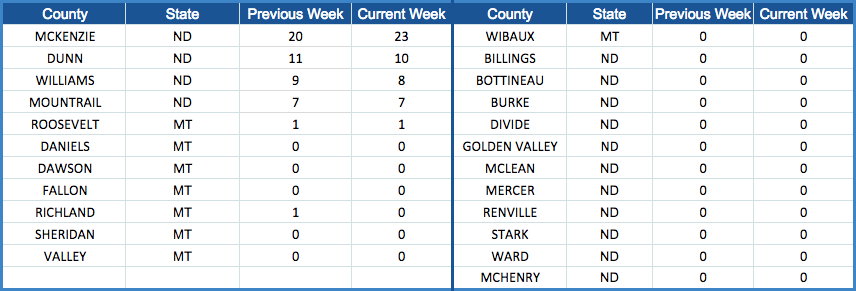 County State Previous Week Current Week County State Previous Week Current Week
MCKENZIE ND 20 23 WIBAUX MT 0 0
DUNN ND 11 10 BILLINGS ND 0 0
WILLIAMS ND 9 8 BOTTINEAU ND 0 0
MOUNTRAIL ND 7 7 BURKE ND 0 0
ROOSEVELT MT 1 1 DIVIDE ND 0 0
DANIELS MT 0 0 GOLDEN VALLEY ND 0 0
DAWSON MT 0 0 MCLEAN ND 0 0
FALLON MT 0 0 MERCER ND 0 0
RICHLAND MT 1 0 RENVILLE ND 0 0
SHERIDAN MT 0 0 STARK ND 0 0
VALLEY MT 0 0 WARD ND 0 0
MCHENRY ND 0 0